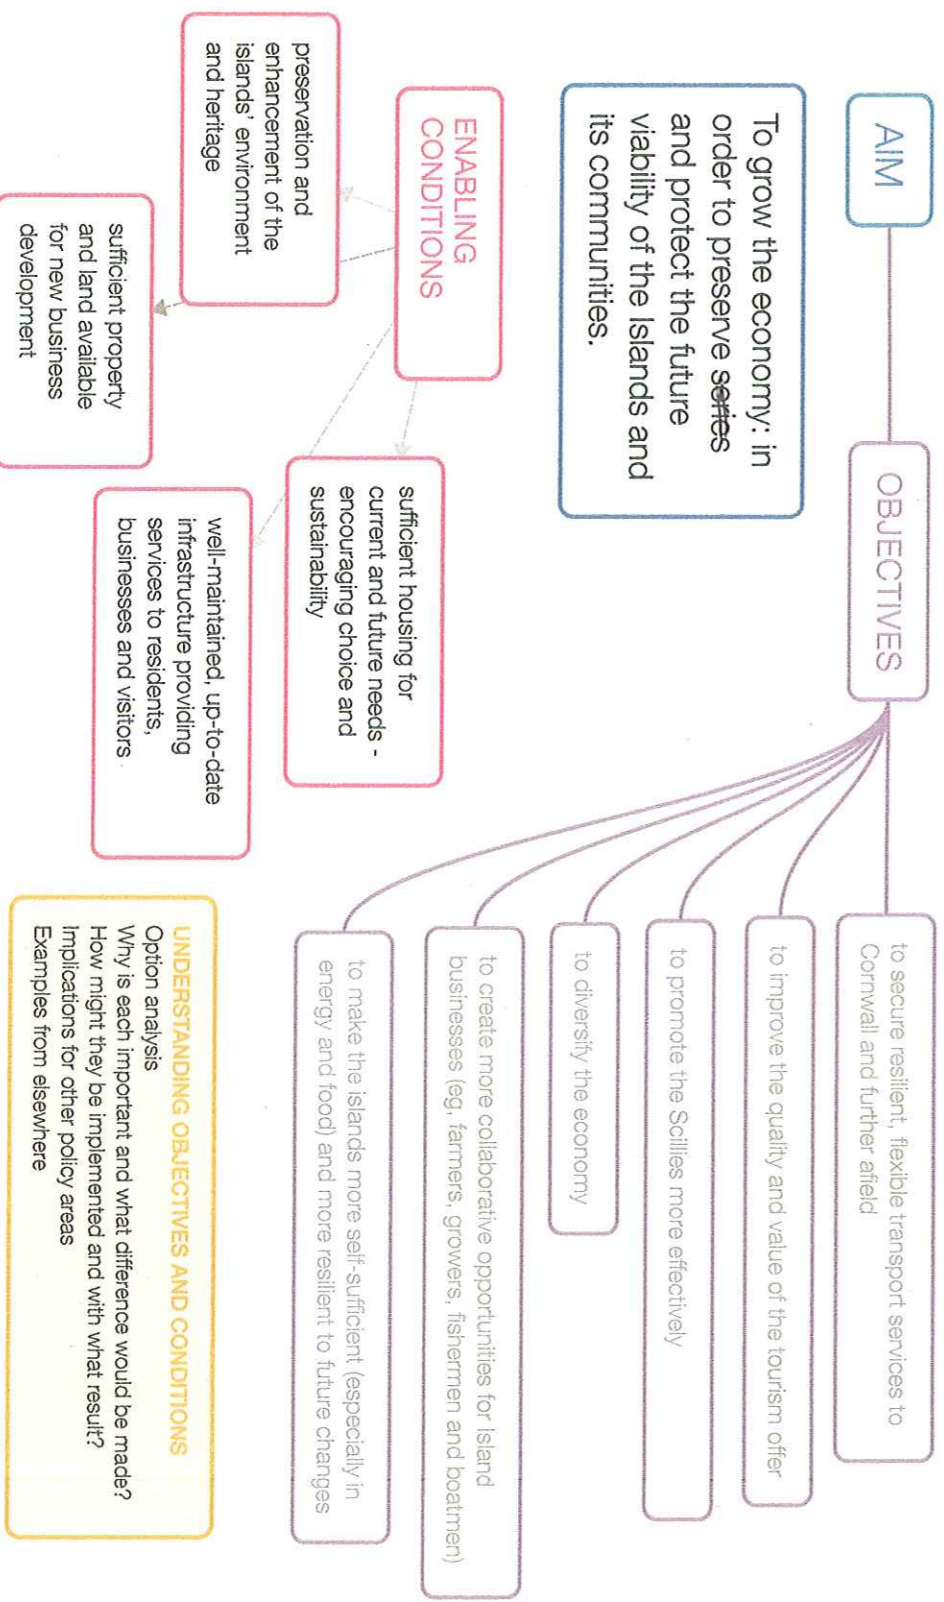 AIM
To grow the economy: in
order to preserve series
and protect the future
viability of the Islands and
its communities.
OBJECTIVES
to secure resilient, flexible transport services to
Cornwall and further afield
to improve the quality and value of the tourism offer
to promote the Scillies more effectively
to diversify the economy
to create more collaborative opportunities for Island
businesses (eg, farmers, growers, fishermen and boatmen)
to make the islands more self-sufficient (especially in
energy and food) and more resilient to future changes
ENABLING
CONDITIONS
preservation and
enhancement of the
islands' environment
and heritage
sufficient property
and land available
for new business
development
sufficient housing for
current and future needs -
encouraging choice and
sustainability
well-maintained, up-to-date
infrastructure providing
services to residents,
businesses and visitors
UNDERSTANDING OBJECTIVES AND CONDITIONS
Option analysis
Why is each important and what difference would be made?
How might they be implemented and with what result?
Implications for other policy areas
Examples from elsewhere